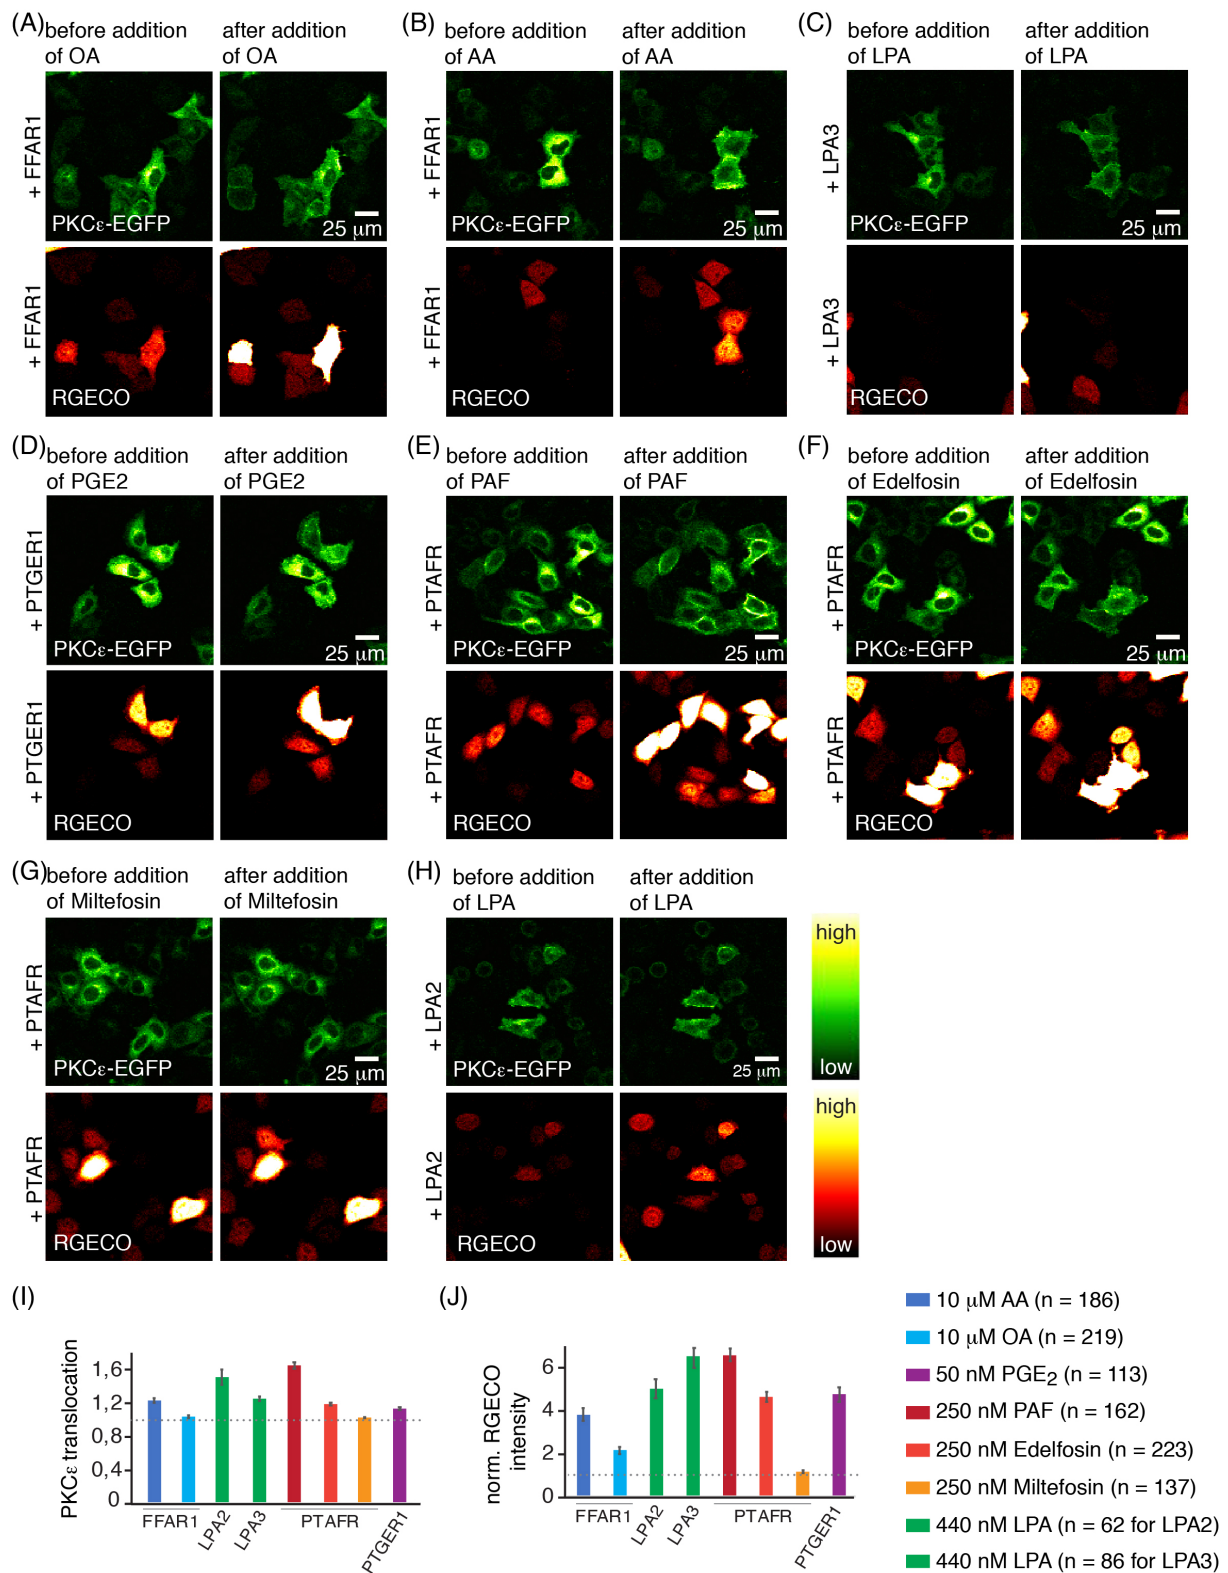 (A) before addition of OA
after addition of OA
+ FFAR1
PKCε-EGFP
25 μm
+ FFAR1
RGECO
(B) before addition of AA
after addition of AA
+ FFAR1
PKCε-EGFP
25 μm
+ FFAR1
RGECO
(C) before addition of LPA
after addition of LPA
+ LPA3
PKCε-EGFP
25 μm
+ LPA3
RGECO
(D) before addition of PGE2
after addition of PGE2
+ PTGER1
PKCε-EGFP
25 μm
+ PTGER1
RGECO
(E) before addition of PAF
after addition of PAF
+ PTAFR
PKCε-EGFP
25 μm
+ PTAFR
RGECO
(F) before addition of Edelfosin
after addition of Edelfosin
+ PTAFR
PKCε-EGFP
25 μm
+ PTAFR
RGECO
(G) before addition of Miltefosin
after addition of Miltefosin
+ PTAFR
PKCε-EGFP
25 μm
+ PTAFR
RGECO
(H) before addition of LPA
after addition of LPA
+ LPA2
PKCε-EGFP
25 μm
+ LPA2
RGECO
high
low
high
low
(I)
PKCε translocation
1,6
1,2
0,8
0,4
0
FFAR1
LPA2
LPA3
PTAFR
PTGER1
(J)
norm. RGECO intensity
6
4
2
0
FFAR1
LPA2
LPA3
PTAFR
PTGER1
10 μM AA (n = 186)
10 μM OA (n = 219)
50 nM PGE2 (n = 113)
250 nM PAF (n = 162)
250 nM Edelfosin (n = 223)
250 nM Miltefosin (n = 137)
440 nM LPA (n = 62 for LPA2)
440 nM LPA (n = 86 for LPA3)